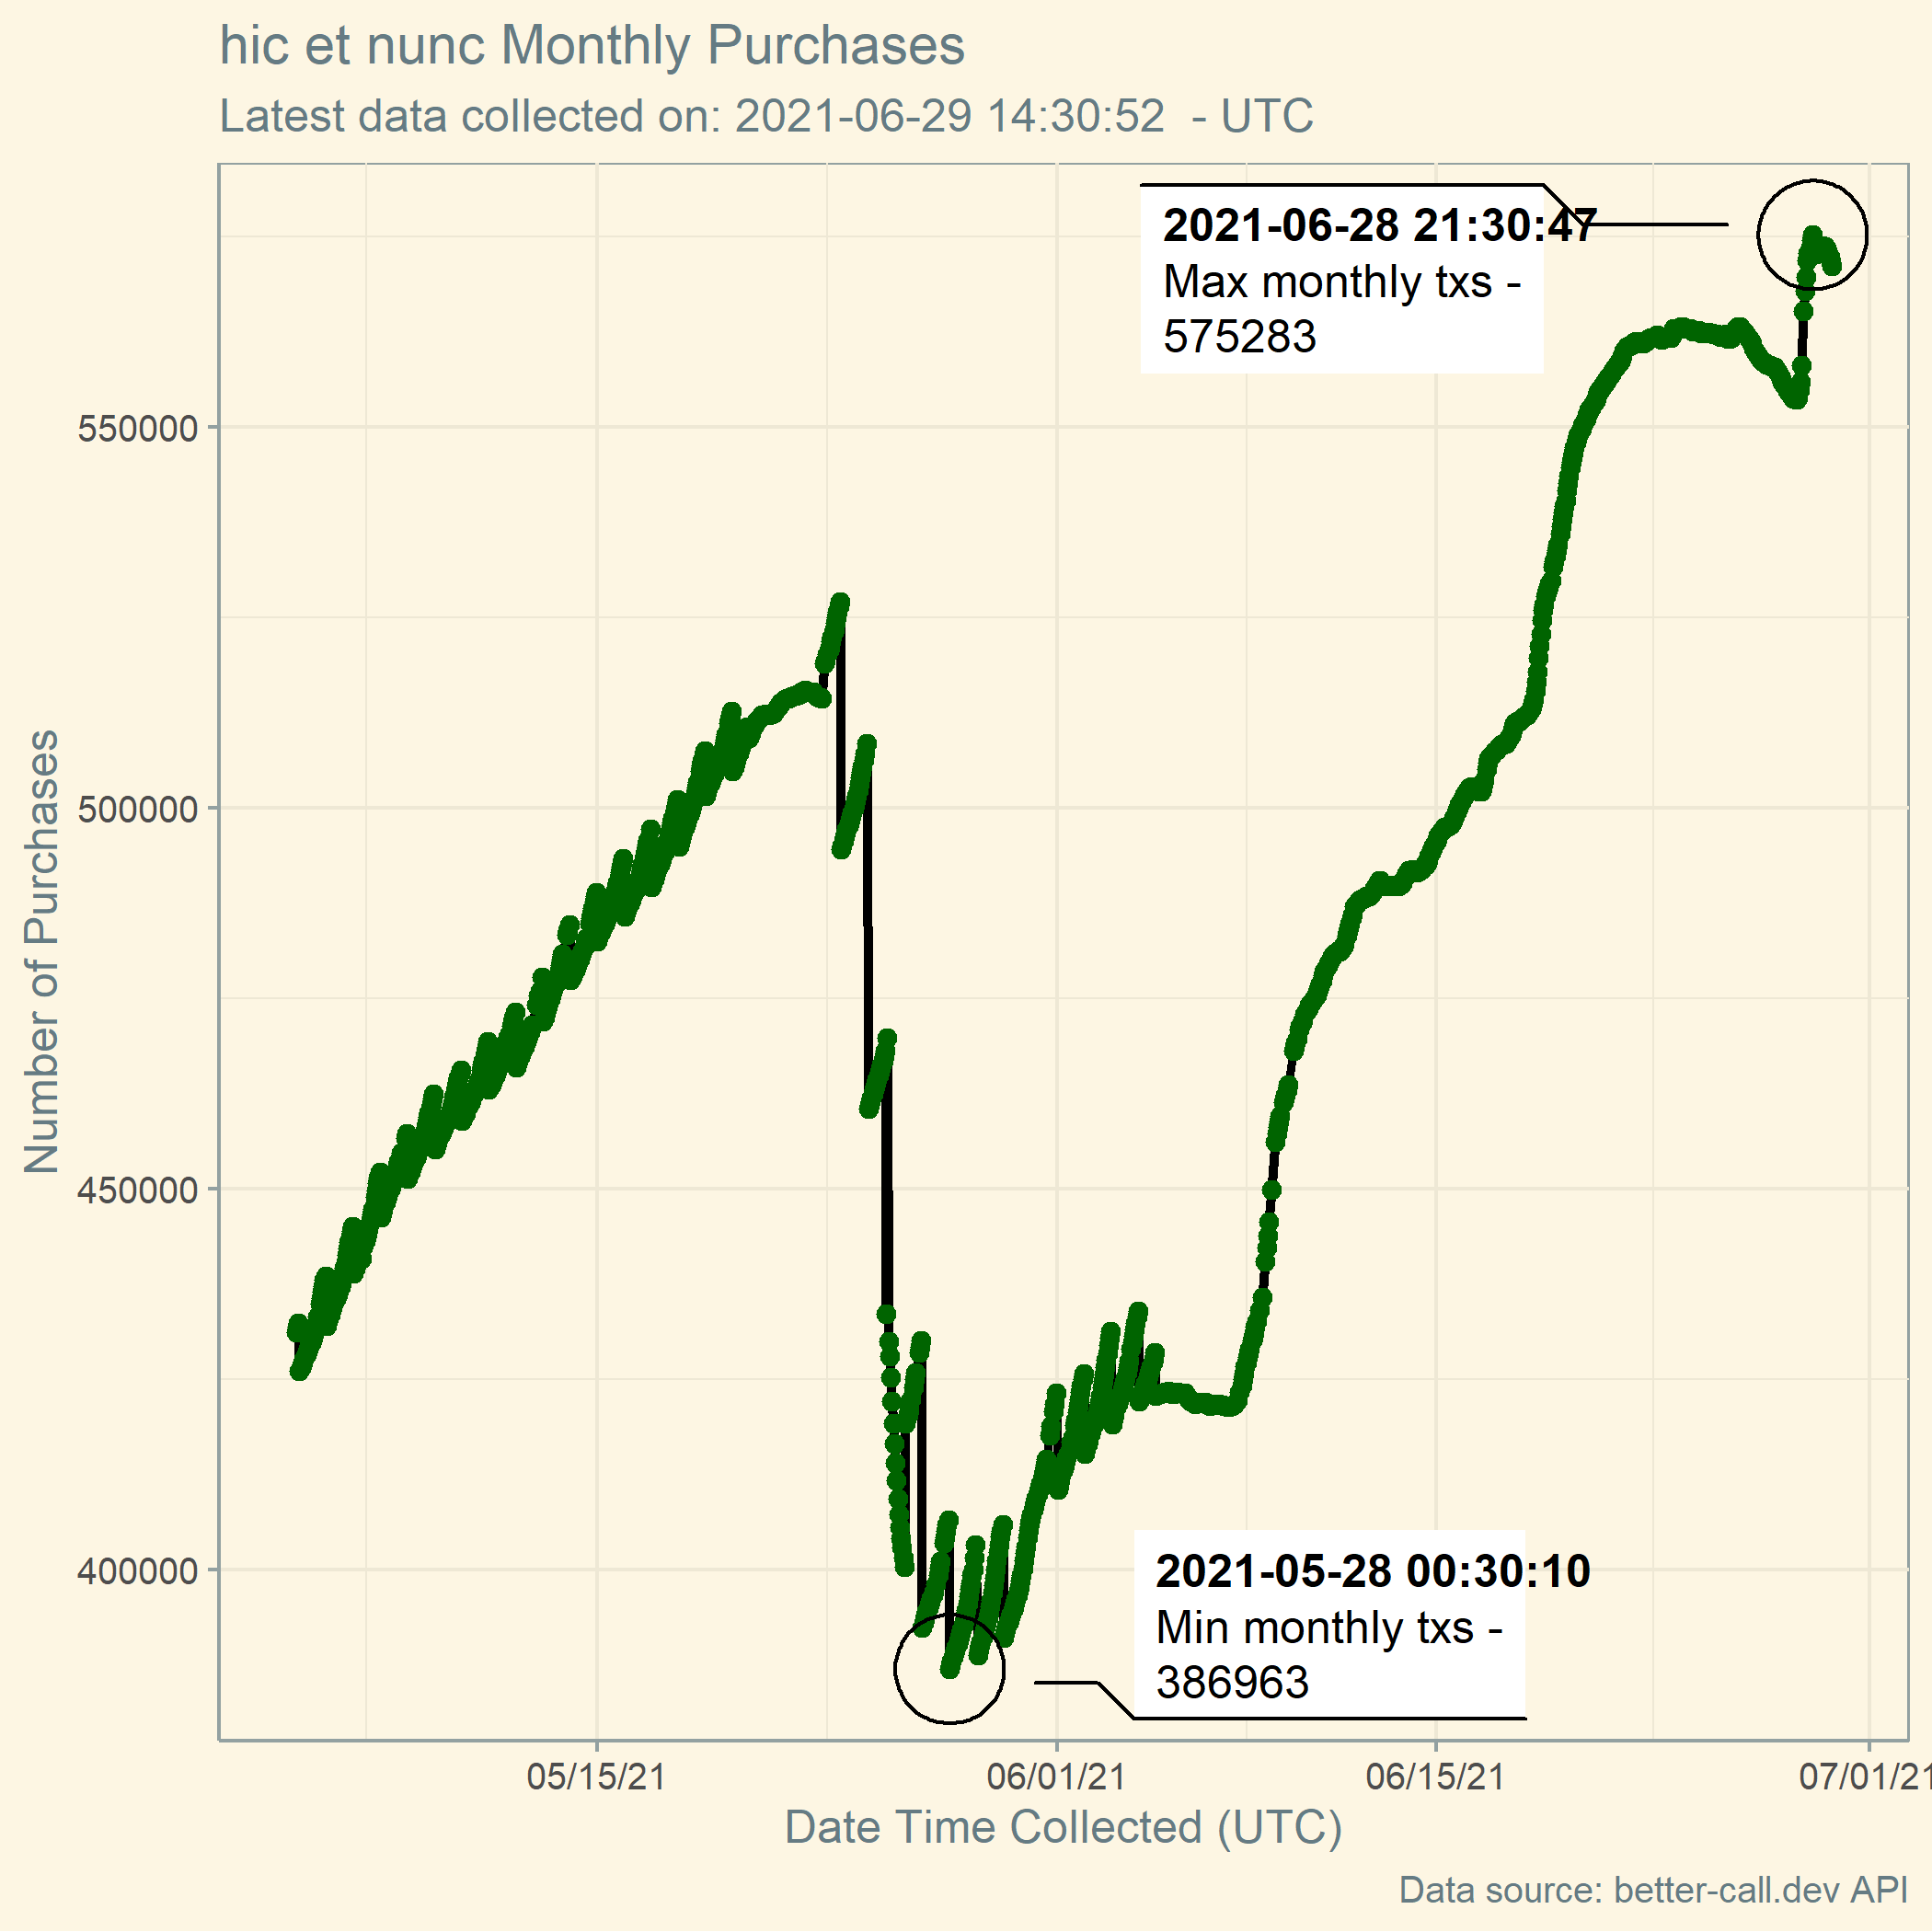 hic et nunc Monthly Purchases
Latest data collected on: 2021-06-29 14:30:52  - UTC
2021-06-28 21:30:47
Max monthly txs -
575283
550000
500000
450000
400000
Number of Purchases
2021-05-28 00:30:10
Min monthly txs -
386963
05/15/21
06/01/21
06/15/21
07/01/21
Date Time Collected (UTC)
Data source: better-call.dev API